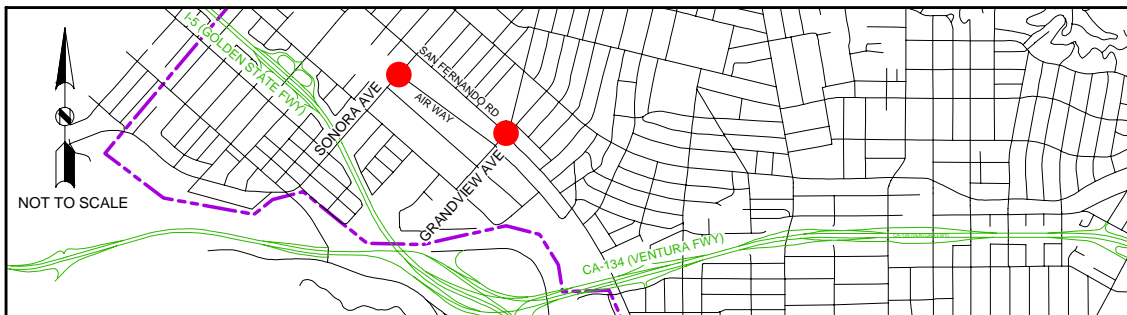 I-5 (GOLDEN STATE FWY)
SAN FERNANDO RD
AIR WAY
SONORA AVE
GRANDVIEW AVE
NOT TO SCALE
CA-134 (VENTURA FWY)